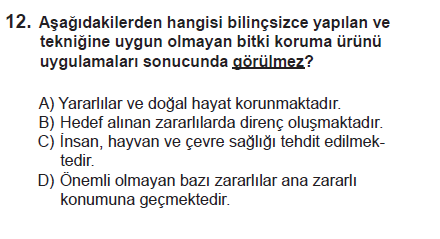 12. Aşağıdakilerden hangisi bilinçsizce yapılan ve
tekniğine uygun olmayan bitki koruma ürünü
uygulamaları sonucunda görülmez?
A) Yararlılar ve doğal hayat korunmaktadır.
B) Hedef alınan zararlılarda direnç oluşmaktadır.
C) İnsan, hayvan ve çevre sağlığı tehdit edilmek-
tedir.
D) Önemli olmayan bazı zararlılar ana zararlı
konumuna geçmektedir.